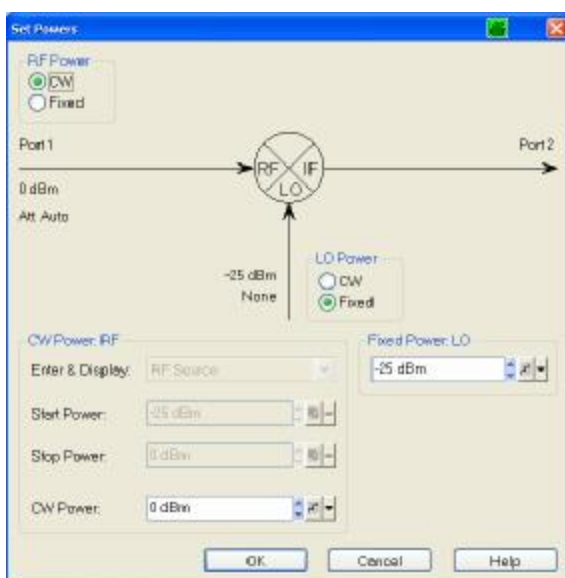 Set Powers
RF Power
CW
Fixed
Port 1
Port 2
RF
IF
LO
0 dBm
Att Auto
-25 dBm
None
LO Power
CW
Fixed
CW Power: RF
Enter & Display:
RF Source
Start Power:
-25 dBm
Stop Power:
0 dBm
CW Power:
0 dBm
Fixed Power: LO
-25 dBm
OK
Cancel
Help